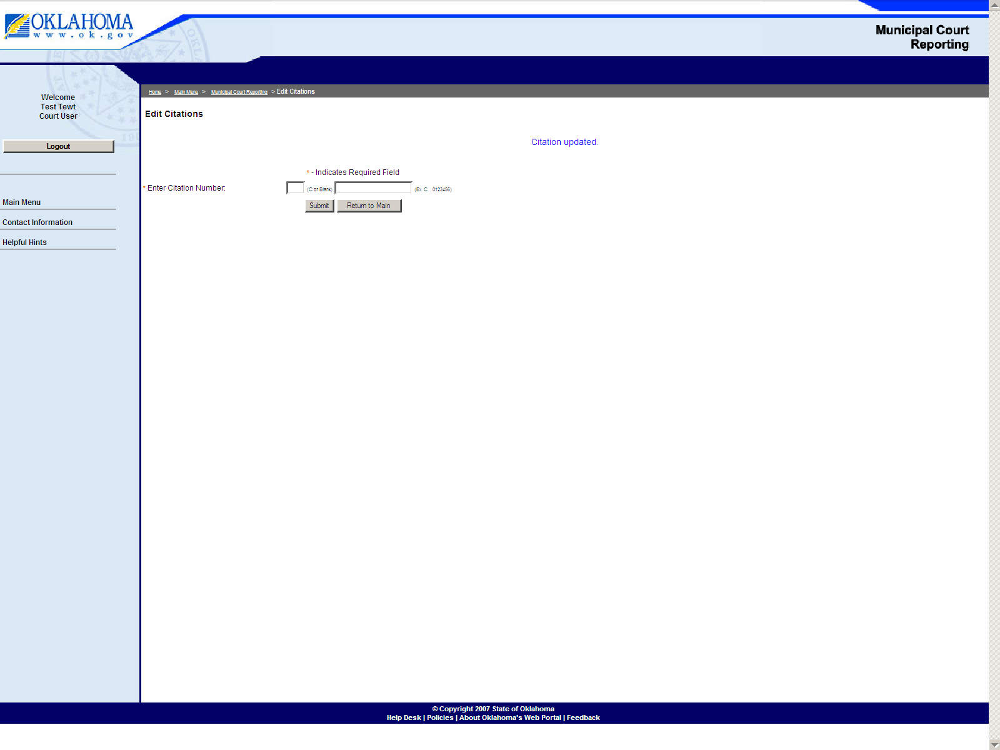 OKLAHOMA
www.ok.gov
Municipal Court
Reporting
Welcome
Test Tewt
Court User
Logout
Main Menu
Contact Information
Helpful Hints
Home > Main Menu > Municipal Court Reporting > Edit Citations
Edit Citations
Citation updated.
* - Indicates Required Field
* Enter Citation Number: (C or Blank) (Ex. C 0123456)
Submit Return to Main
© Copyright 2007 State of Oklahoma
Help Desk | Policies | About Oklahoma's Web Portal | Feedback